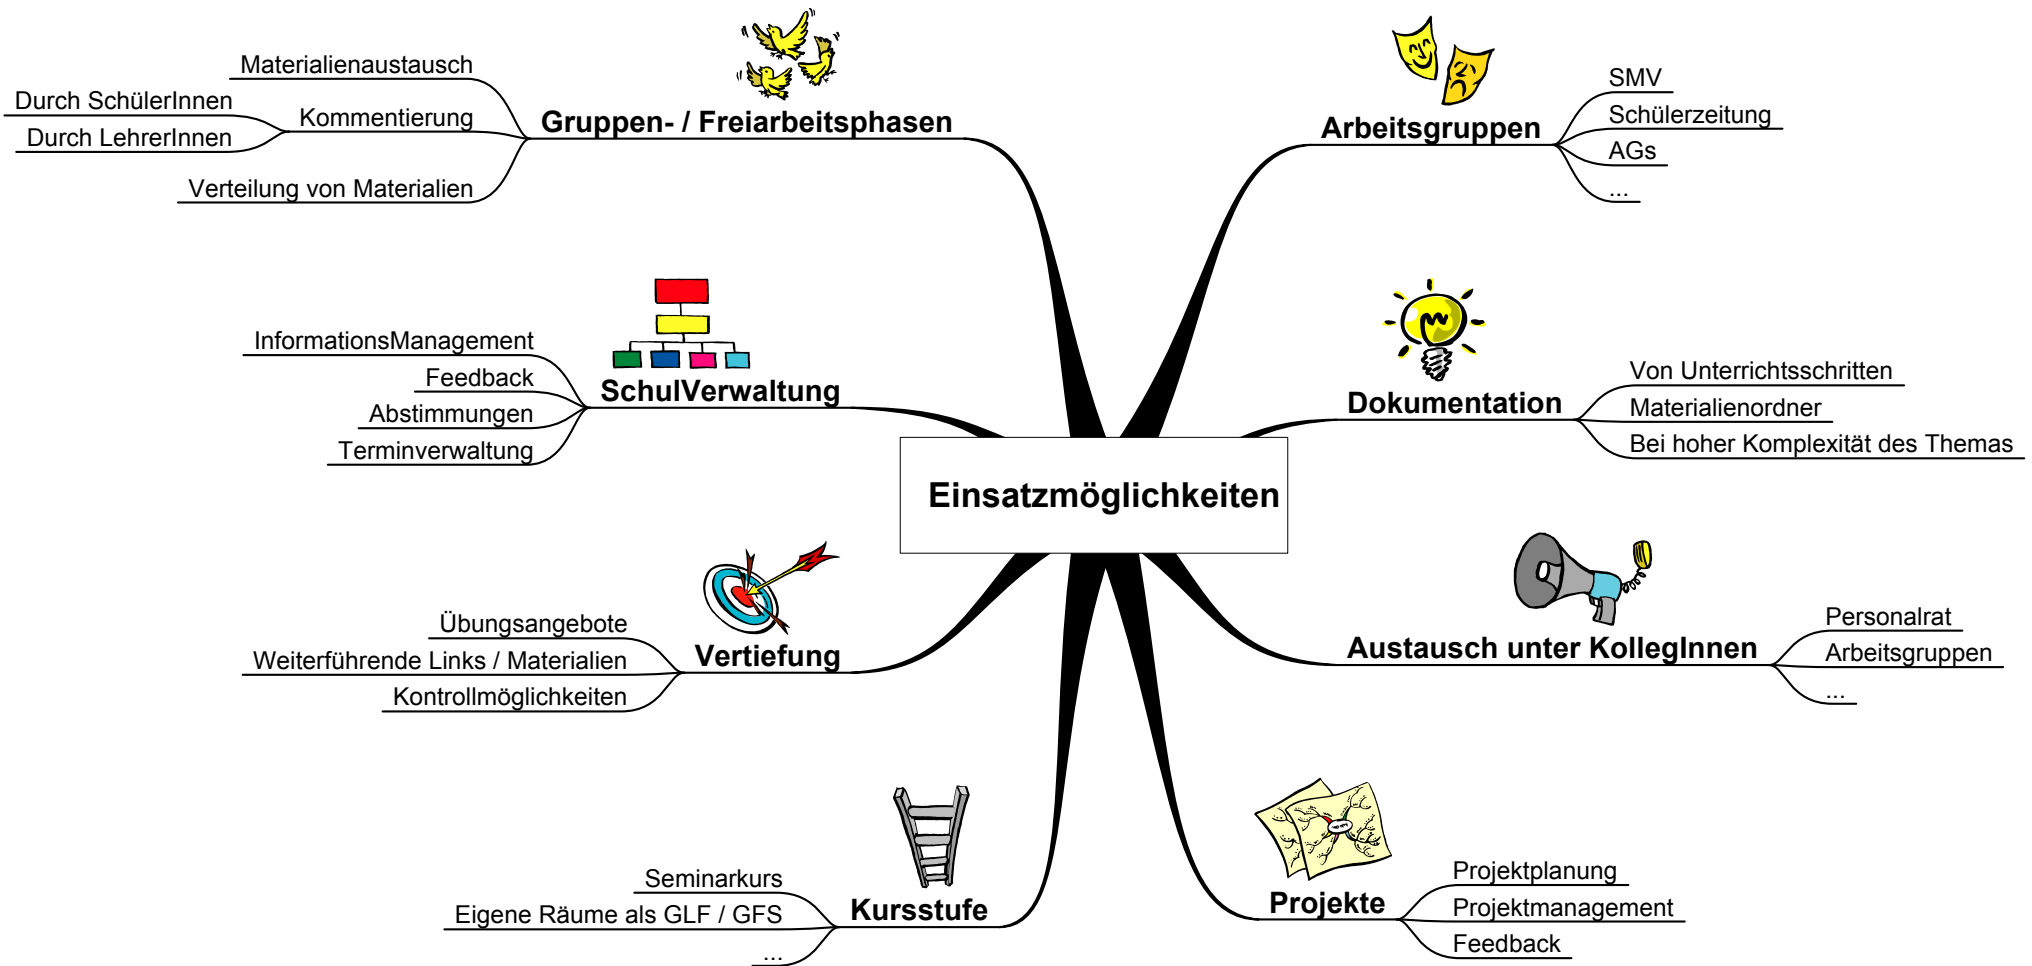 Einsatzmöglichkeiten
Gruppen- / Freiarbeitsphasen
Materialienaustausch
Kommentierung
Durch SchülerInnen
Durch LehrerInnen
Verteilung von Materialien
SchulVerwaltung
InformationsManagement
Feedback
Abstimmungen
Terminverwaltung
Vertiefung
Übungsangebote
Weiterführende Links / Materialien
Kontrollmöglichkeiten
Kursstufe
Seminarkurs
Eigene Räume als GLF / GFS
...
Arbeitsgruppen
SMV
Schülerzeitung
AGs
...
Dokumentation
Von Unterrichtsschritten
Materialienordner
Bei hoher Komplexität des Themas
Austausch unter KollegInnen
Personalrat
Arbeitsgruppen
...
Projekte
Projektplanung
Projektmanagement
Feedback